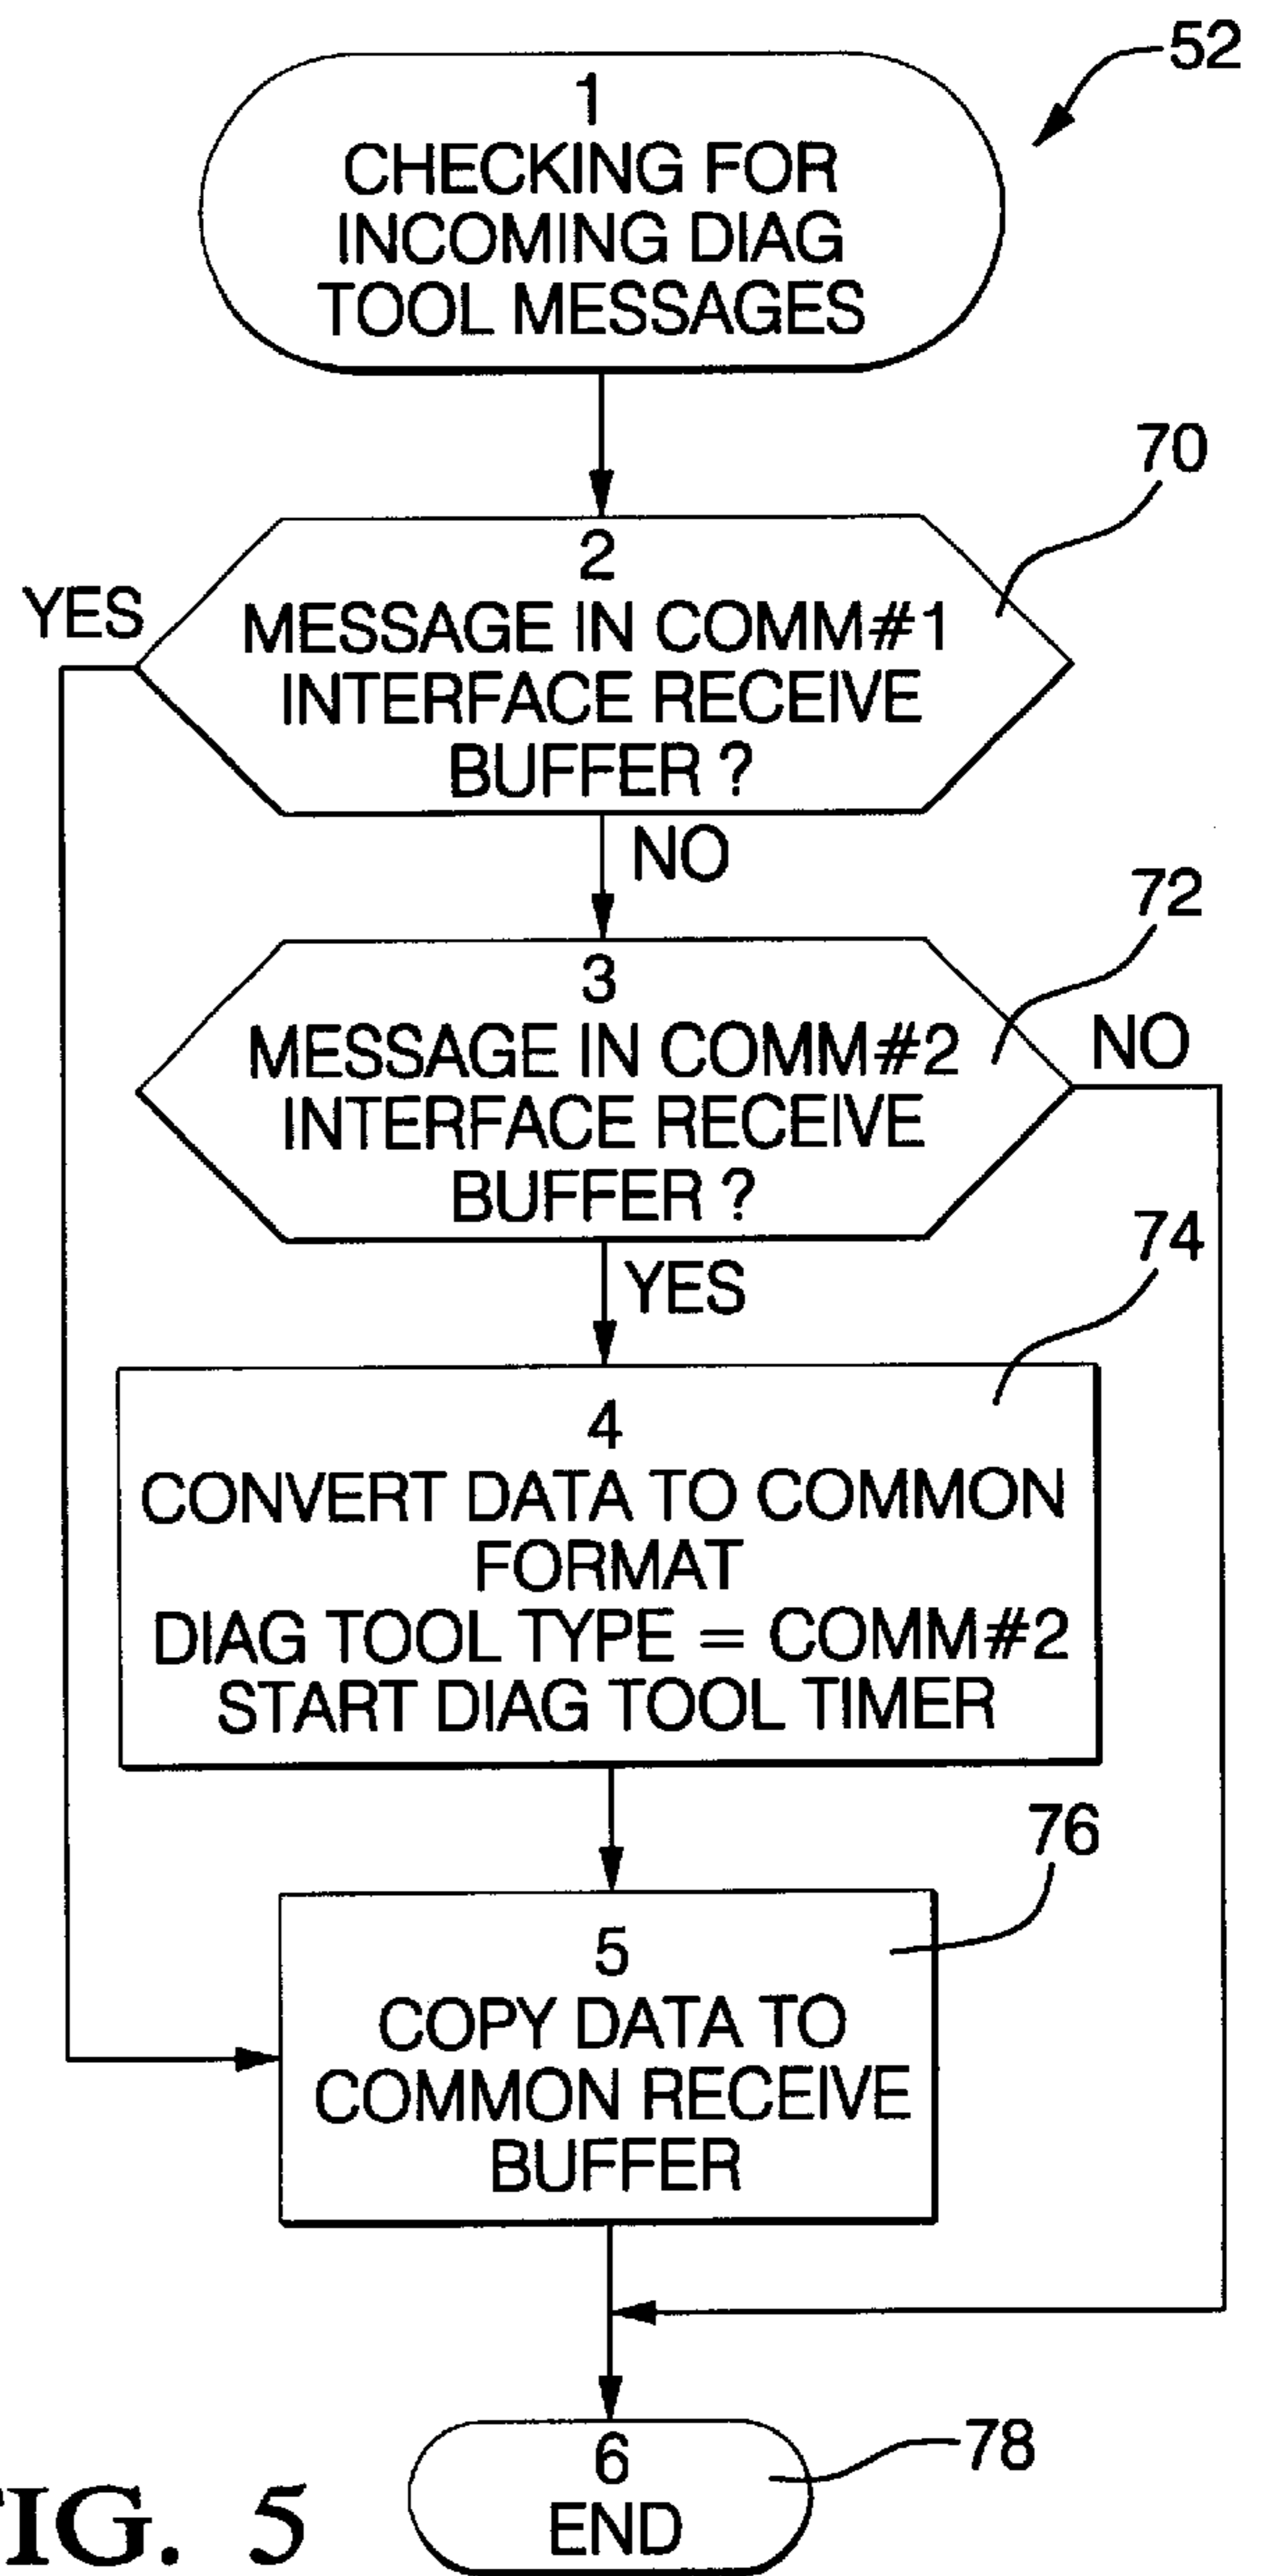 52
1
CHECKING FOR
INCOMING DIAG
TOOL MESSAGES
70
2
YES
MESSAGE IN COMM#1
INTERFACE RECEIVE
BUFFER ?
NO
72
3
MESSAGE IN COMM#2
NO
INTERFACE RECEIVE
BUFFER ?
74
YES
4
CONVERT DATA TO COMMON
FORMAT
DIAG TOOL TYPE = COMM#2
START DIAG TOOL TIMER
76
5
COPY DATA TO
COMMON RECEIVE
BUFFER
78
6
END
FIG. 5